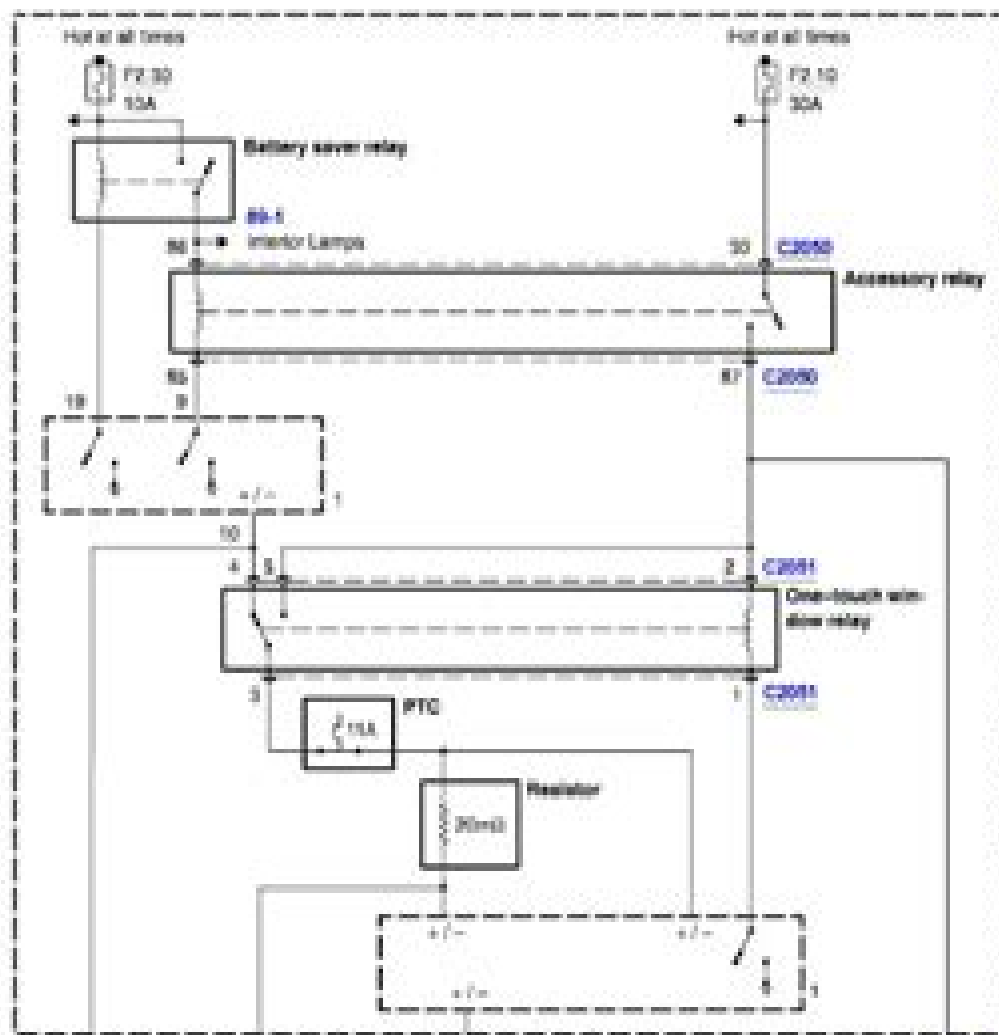 Hot at all times
Hot at all times
F2.30
10A
F2.10
30A
Battery saver relay
89-1
Interior Lamps
86
30
C2050
Accessory relay
85
87
C2050
19
9
+ / -
1
10
4
5
2
C2051
One-touch win-
dow relay
3
1
C2051
PTC
15A
Resistor
+ / -
+ / -
+ / -